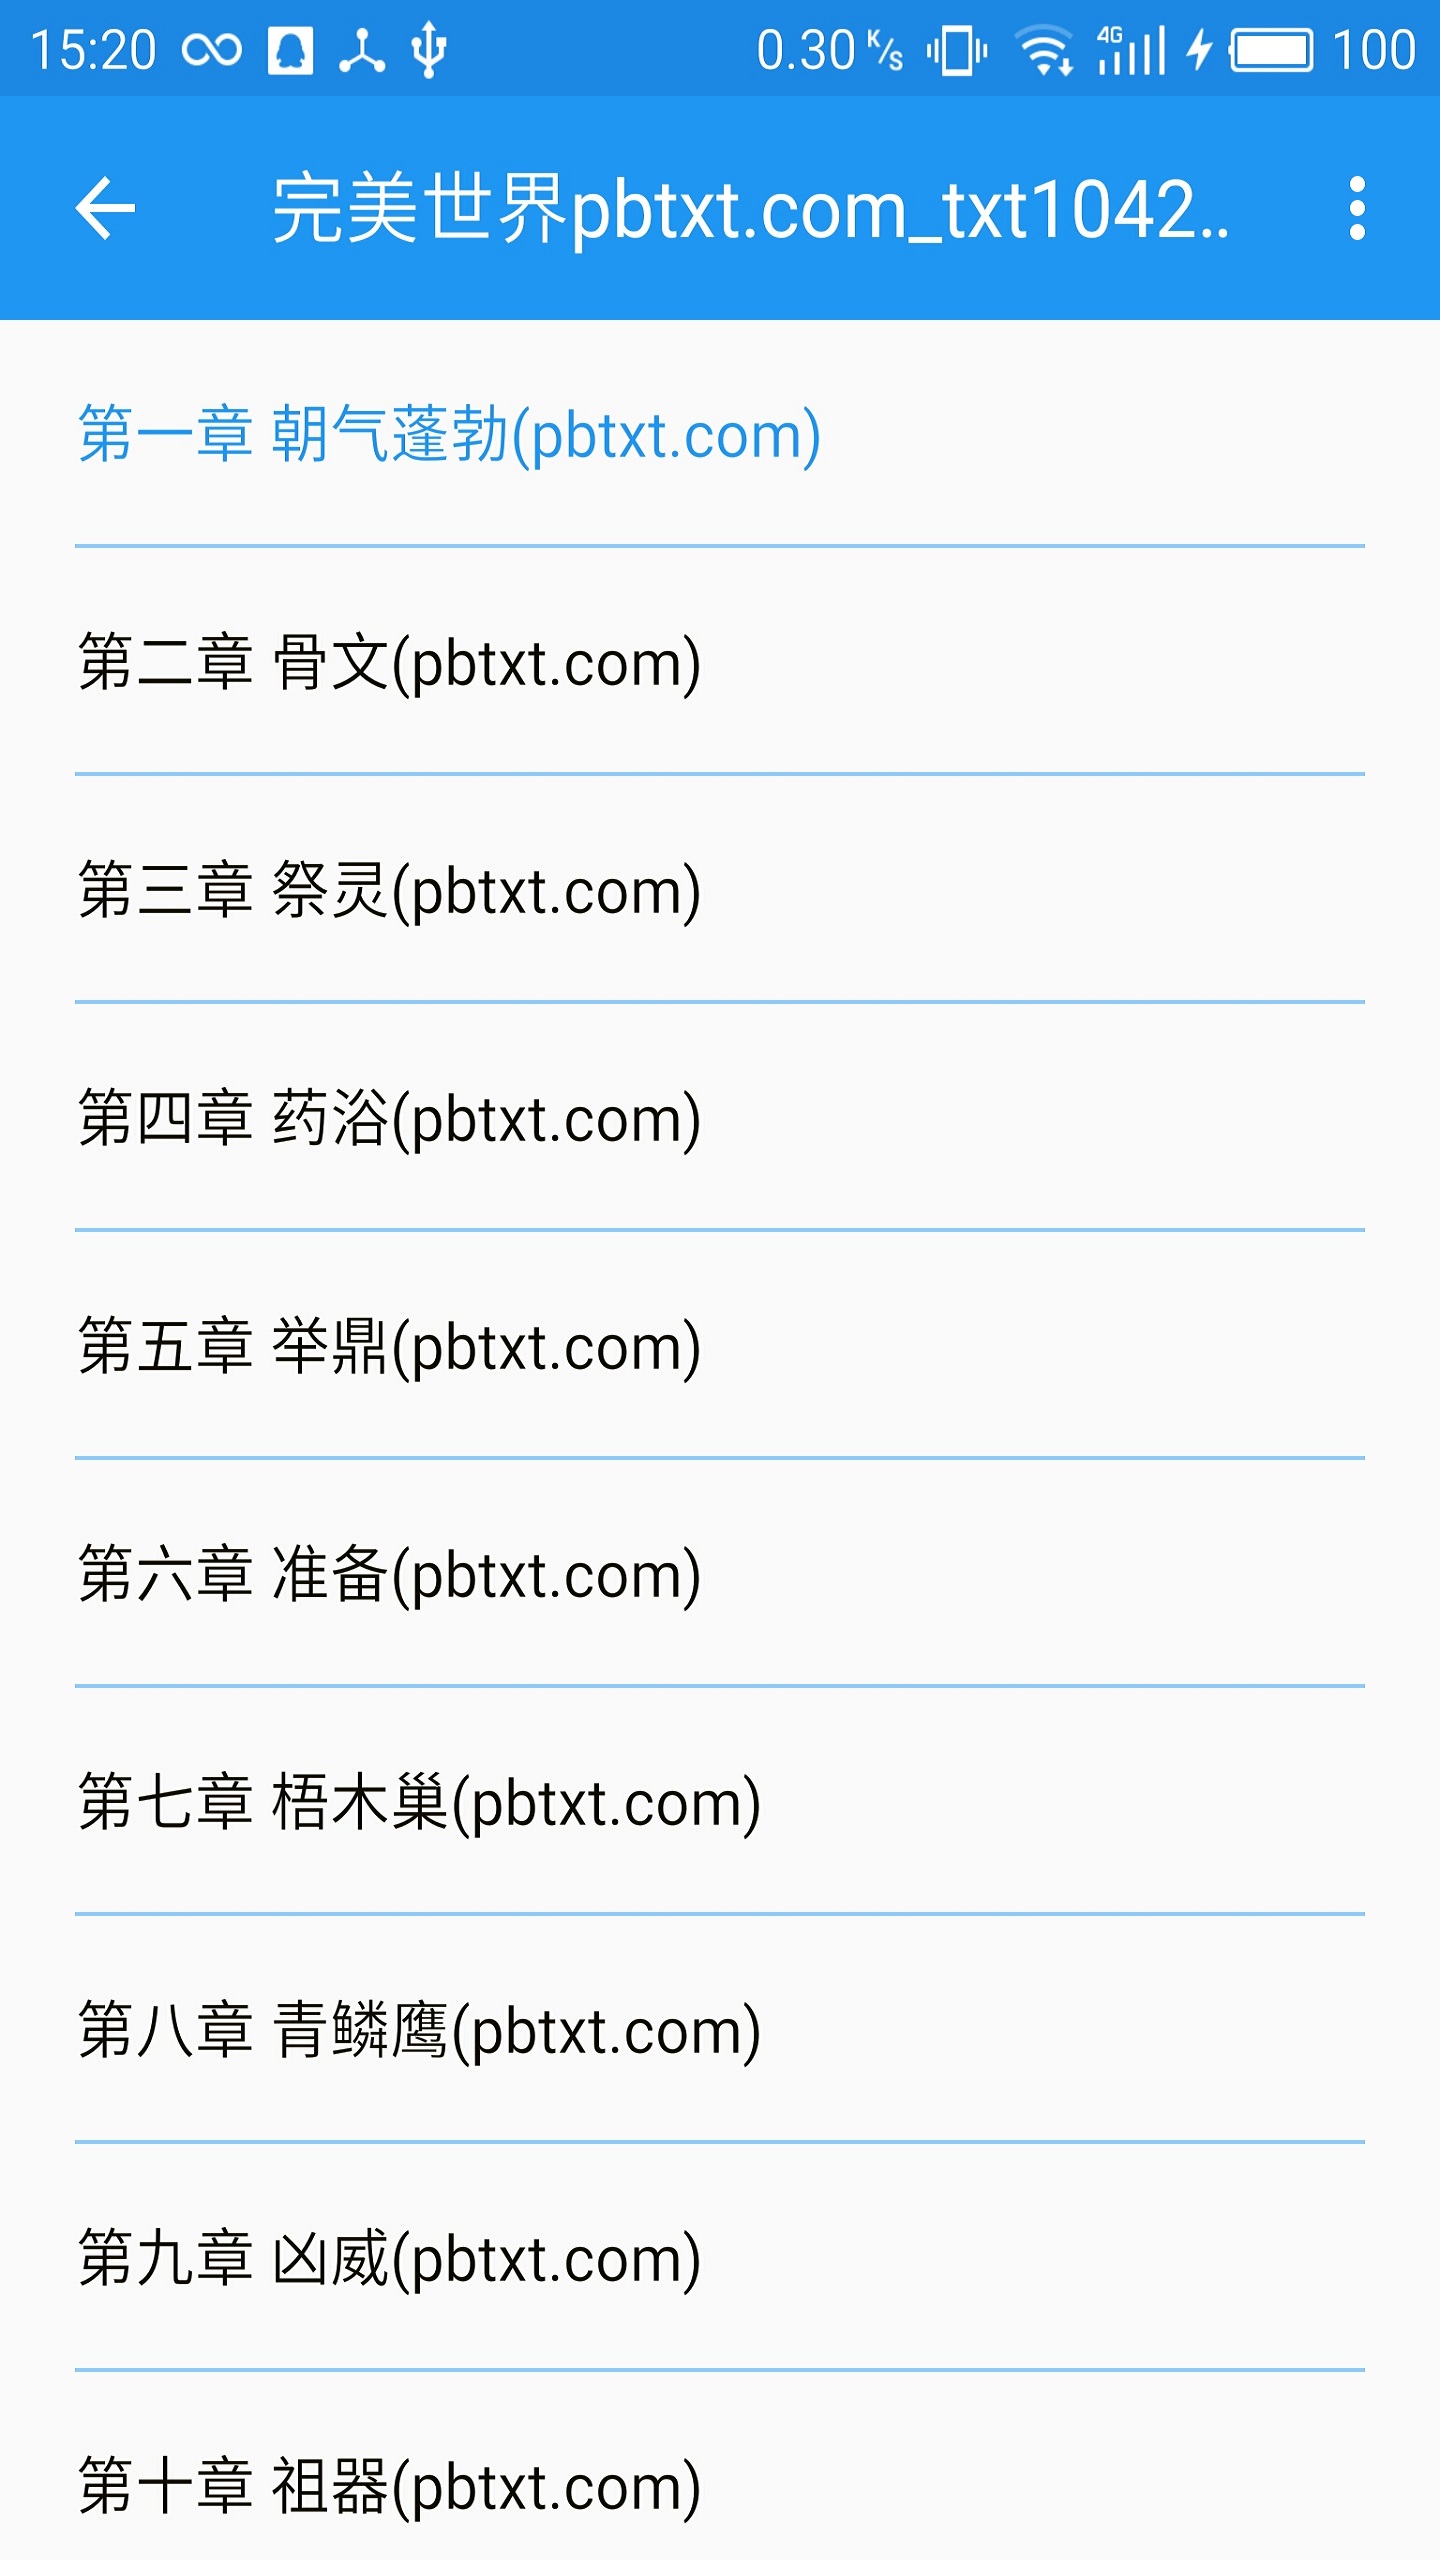 15:20 0.30 K/s 4G 100
完美世界pbtxt.com_txt1042..
第一章 朝气蓬勃(pbtxt.com)
第二章 骨文(pbtxt.com)
第三章 祭灵(pbtxt.com)
第四章 药浴(pbtxt.com)
第五章 举鼎(pbtxt.com)
第六章 准备(pbtxt.com)
第七章 梧木巢(pbtxt.com)
第八章 青鳞鹰(pbtxt.com)
第九章 凶威(pbtxt.com)
第十章 祖器(pbtxt.com)